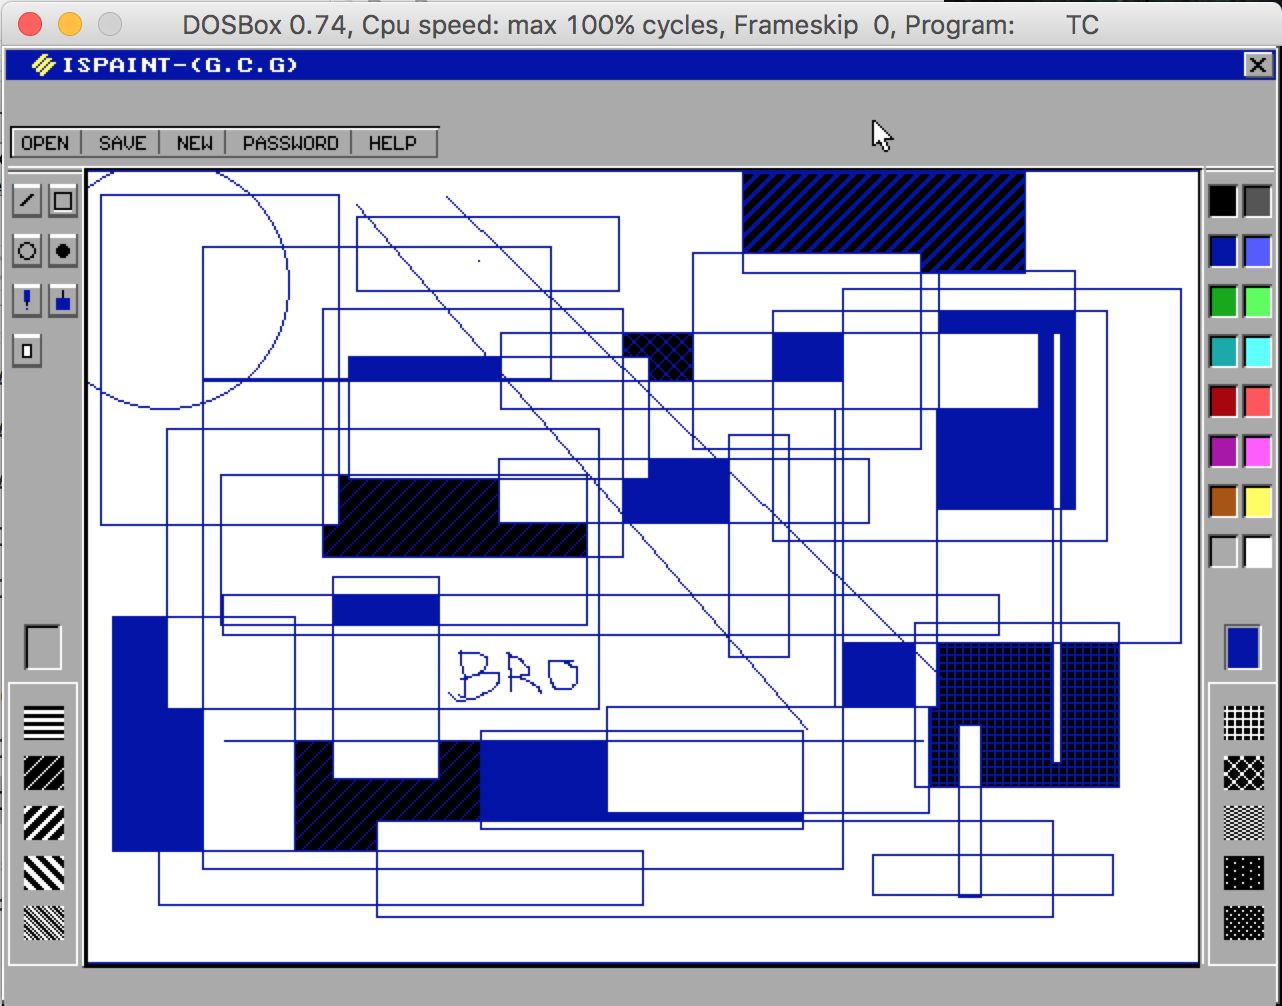 DOSBox 0.74, Cpu speed: max 100% cycles, Frameskip 0, Program: TC
ISPAINT-(G.C.G)
OPEN SAVE NEW PASSWORD HELP
BRO